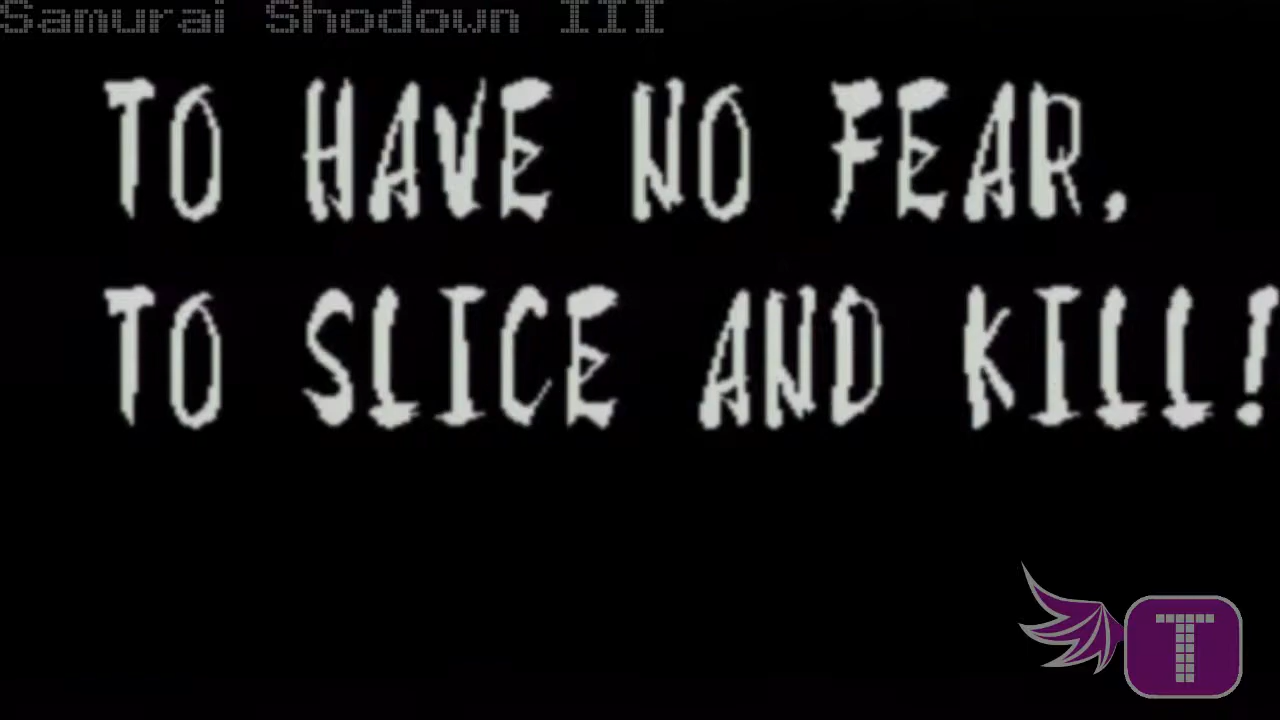 Samurai Shodown III
TO HAVE NO FEAR,
TO SLICE AND KILL!
T